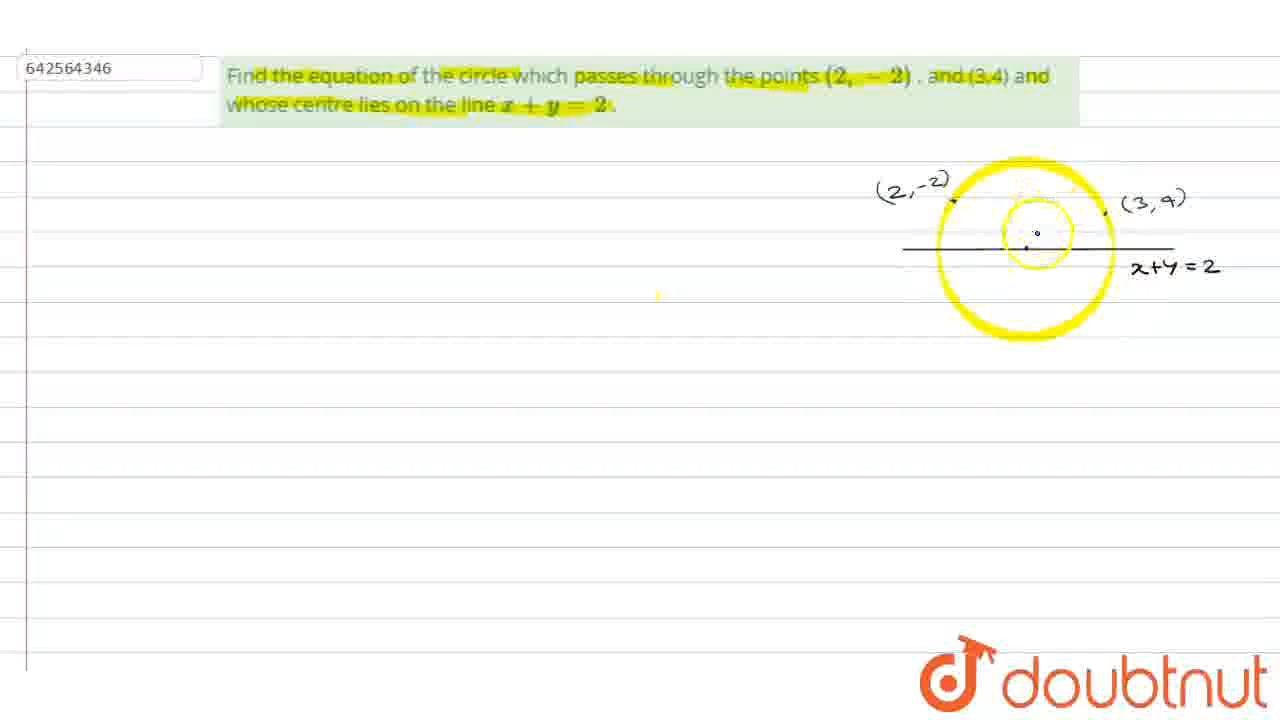 642564346
Find the equation of the circle which passes through the points (2, − 2) . and (3,4) and
whose centre lies on the line x + y = 2 .
(2,-2)
(3,4)
x+y=2
doubtnut